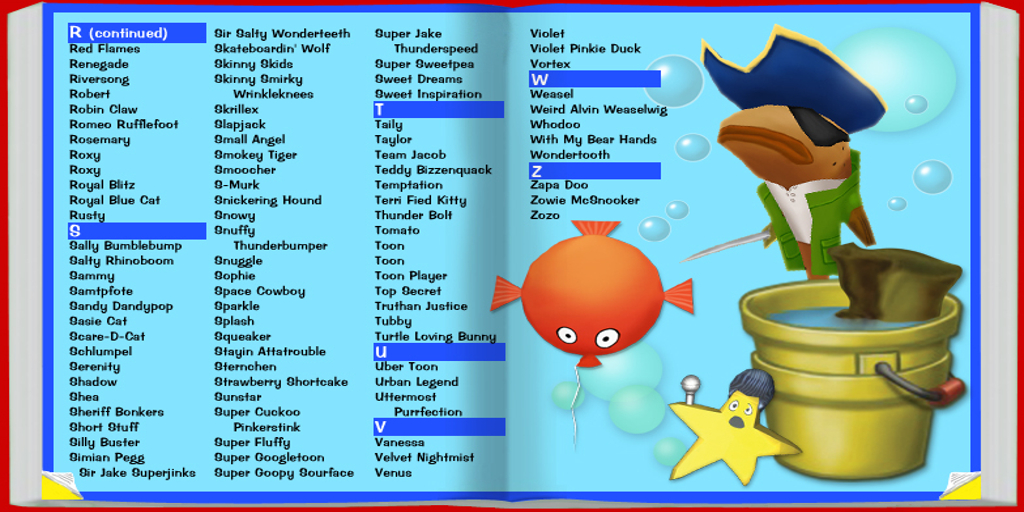 R (continued)
Red Flames
Renegade
Riversong
Robert
Robin Claw
Romeo Rufflefoot
Rosemary
Roxy
Roxy
Royal Blitz
Royal Blue Cat
Rusty
S
Sally Bumblebump
Salty Rhinoboom
Sammy
Samtpfote
Sandy Dandypop
Sasie Cat
Scare-D-Cat
Schlumpel
Serenity
Shadow
Shea
Sheriff Bonkers
Short Stuff
Silly Buster
Simian Pegg
Sir Jake Superjinks
Sir Salty Wonderteeth
Skateboardin' Wolf
Skinny Skids
Skinny Smirky
Wrinkleknees
Skrillex
Slapjack
Small Angel
Smokey Tiger
Smoocher
S-Murk
Snickering Hound
Snowy
Snuffy
Thunderbumper
Snuggle
Sophie
Space Cowboy
Sparkle
Splash
Squeaker
Stayin Attatrouble
Sternchen
Strawberry Shortcake
Sunstar
Super Cuckoo
Pinkerstink
Super Fluffy
Super Googletoon
Super Goopy Sourface
Super Jake
Thunderspeed
Super Sweetpea
Sweet Dreams
Sweet Inspiration
T
Taily
Taylor
Team Jacob
Teddy Bizzenquack
Temptation
Terri Fied Kitty
Thunder Bolt
Tomato
Toon
Toon
Toon Player
Top Secret
Truthan Justice
Tubby
Turtle Loving Bunny
U
Uber Toon
Urban Legend
Uttermost
Purrfection
V
Vanessa
Velvet Nightmist
Venus
Violet
Violet Pinkie Duck
Vortex
W
Weasel
Weird Alvin Weaselwig
Whodoo
With My Bear Hands
Wondertooth
Z
Zapa Doo
Zowie McSnooker
Zozo